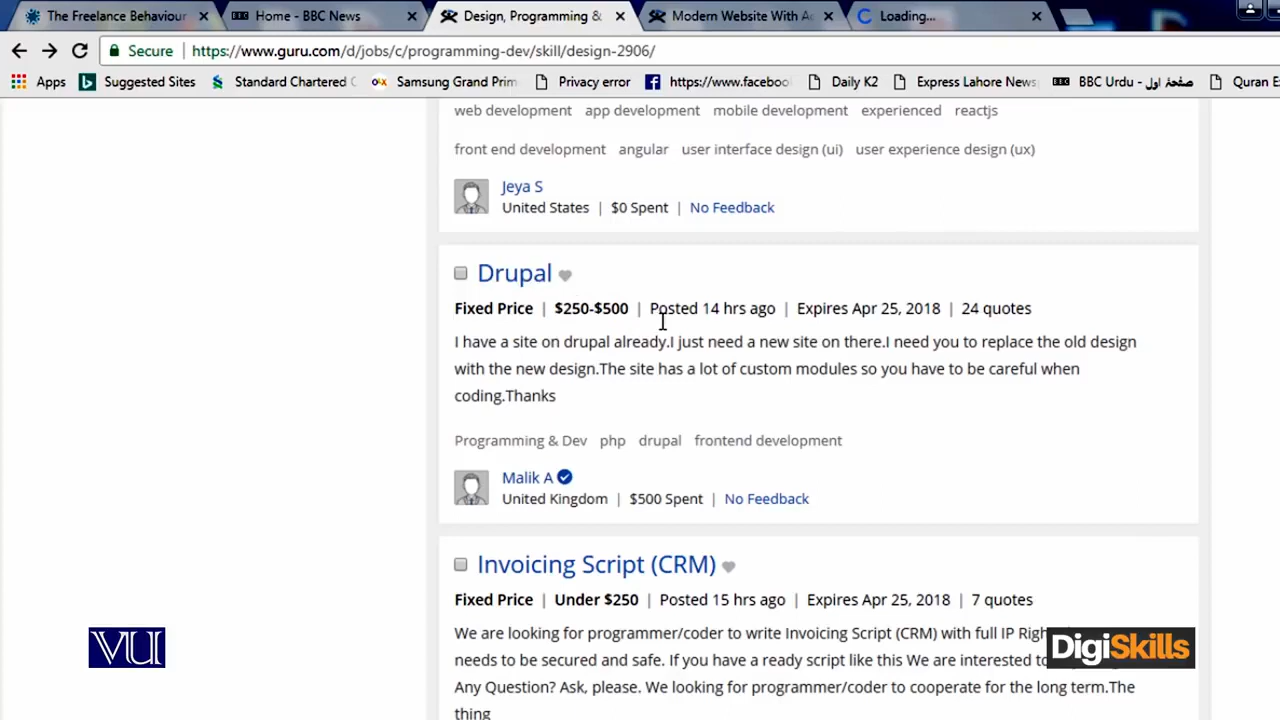 The Freelance Behaviour
Home - BBC News
Design, Programming &
Modern Website With Ac
Loading...
Secure | https://www.guru.com/d/jobs/c/programming-dev/skill/design-2906/
Apps Suggested Sites Standard Chartered Samsung Grand Prim Privacy error https://www.facebook Daily K2 Express Lahore News BBC Urdu - صفحۂ اول Quran E
web development app development mobile development experienced reactjs
front end development angular user interface design (ui) user experience design (ux)
Jeya S
United States | $0 Spent | No Feedback
Drupal
Fixed Price | $250-$500 | Posted 14 hrs ago | Expires Apr 25, 2018 | 24 quotes
I have a site on drupal already.I just need a new site on there.I need you to replace the old design
with the new design.The site has a lot of custom modules so you have to be careful when
coding.Thanks
Programming & Dev php drupal frontend development
Malik A
United Kingdom | $500 Spent | No Feedback
Invoicing Script (CRM)
Fixed Price | Under $250 | Posted 15 hrs ago | Expires Apr 25, 2018 | 7 quotes
We are looking for programmer/coder to write Invoicing Script (CRM) with full IP Righ
needs to be secured and safe. If you have a ready script like this We are interested to
Any Question? Ask, please. We looking for programmer/coder to cooperate for the long term.The
thing
VU
DigiSkills